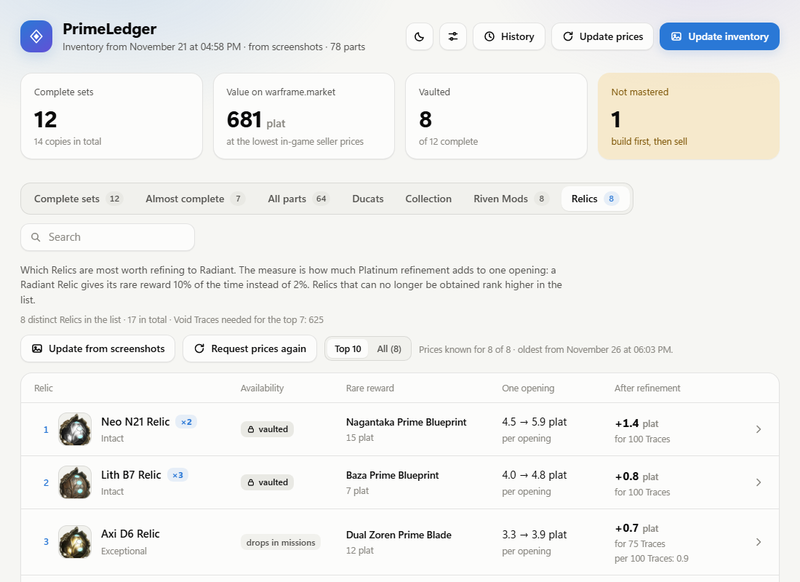 PrimeLedger
Inventory from November 21 at 04:58 PM · from screenshots · 78 parts
History
Update prices
Update inventory
Complete sets
12
14 copies in total
Value on warframe.market
681 plat
at the lowest in-game seller prices
Vaulted
8
of 12 complete
Not mastered
1
build first, then sell
Complete sets 12
Almost complete 7
All parts 64
Ducats
Collection
Riven Mods 8
Relics 8
Search
Which Relics are most worth refining to Radiant. The measure is how much Platinum refinement adds to one opening: a
Radiant Relic gives its rare reward 10% of the time instead of 2%. Relics that can no longer be obtained rank higher in the
list.
8 distinct Relics in the list · 17 in total · Void Traces needed for the top 7: 625
Update from screenshots
Request prices again
Top 10
All (8)
Prices known for 8 of 8 · oldest from November 26 at 06:03 PM.
Relic Availability Rare reward One opening After refinement
1 Neo N21 Relic ×2
Intact
vaulted
Nagantaka Prime Blueprint
15 plat
4.5 → 5.9 plat
per opening
+1.4 plat
for 100 Traces
2 Lith B7 Relic ×3
Intact
vaulted
Baza Prime Blueprint
7 plat
4.0 → 4.8 plat
per opening
+0.8 plat
for 100 Traces
3 Axi D6 Relic
Exceptional
drops in missions
Dual Zoren Prime Blade
12 plat
3.3 → 3.9 plat
per opening
+0.7 plat
for 75 Traces
per 100 Traces: 0.9